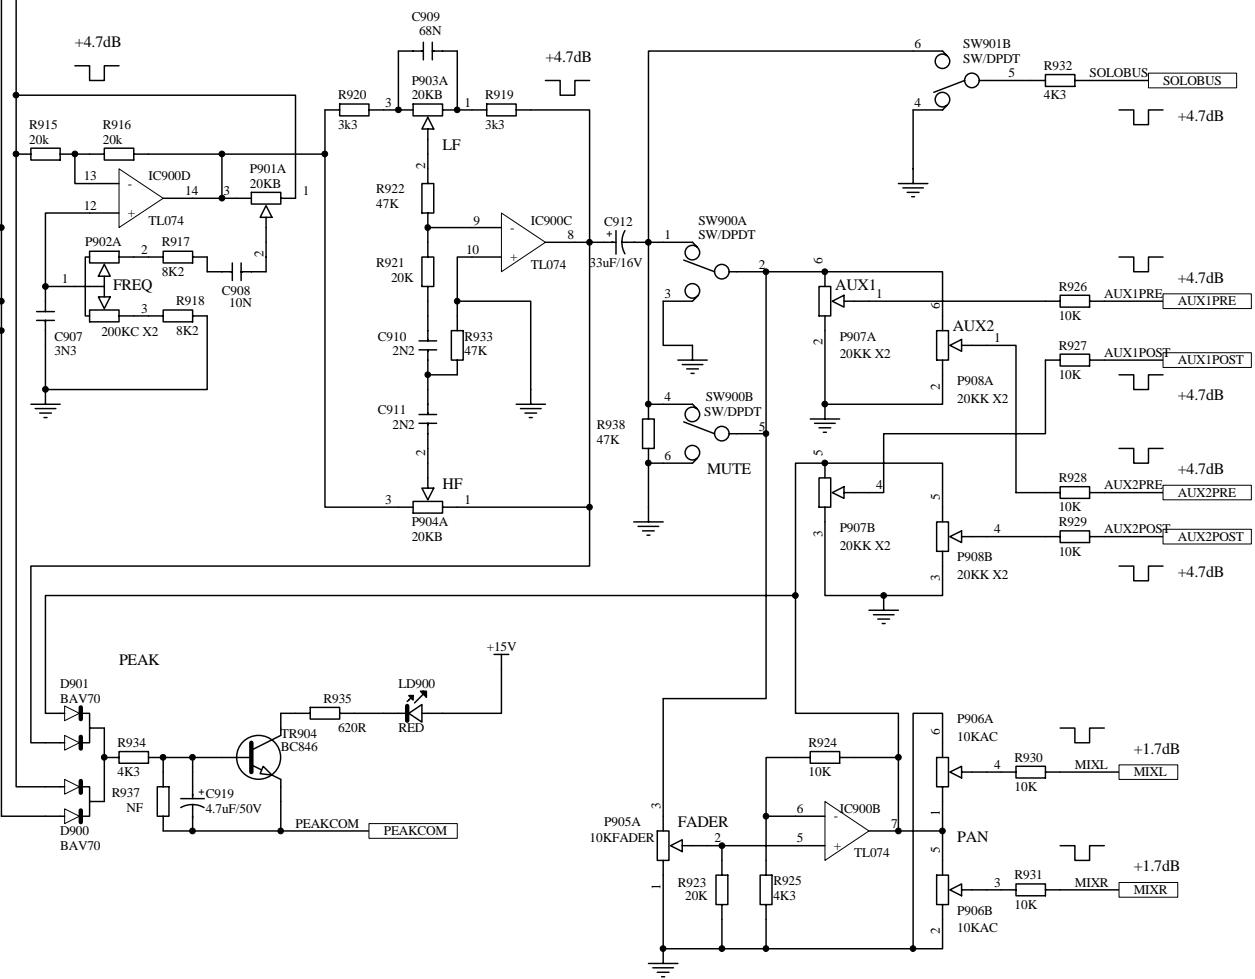 C909
68N
+4.7dB
+4.7dB
6
SW901B
SW/DPDT
5
R932
4K3
SOLOBUS
SOLOBUS
4
+4.7dB
R920
3k3
3
P903A
20KB
1
R919
3k3
LF
2
R915
20k
R916
20k
13
-
12
+
IC900D
14
TL074
3
P901A
20KB
1
2
P902A
2
R917
8K2
1
FREQ
3
R918
8K2
200KC X2
C908
10N
C907
3N3
R922
47K
9
-
10
+
IC900C
8
TL074
R921
20K
C910
2N2
R933
47K
C911
2N2
2
HF
3
1
P904A
20KB
C912
+
33uF/16V
1
SW900A
SW/DPDT
2
3
4
SW900B
SW/DPDT
5
R938
47K
6
MUTE
6
AUX1
1
P907A
20KK X2
2
6
AUX2
1
P908A
20KK X2
2
+4.7dB
R926
10K
AUX1PRE
AUX1PRE
R927
10K
AUX1POST
AUX1POST
+4.7dB
5
4
P907B
20KK X2
3
5
4
P908B
20KK X2
3
+4.7dB
R928
10K
AUX2PRE
AUX2PRE
R929
10K
AUX2POST
AUX2POST
+4.7dB
PEAK
+15V
D901
BAV70
R935
620R
LD900
RED
TR904
BC846
R934
4K3
R937
NF
+
C919
4.7uF/50V
D900
BAV70
PEAKCOM
PEAKCOM
3
P905A
10KFADER
FADER
2
1
R923
20K
R924
10K
6
-
5
+
IC900B
7
TL074
R925
4K3
P906A
10KAC
6
4
1
R930
10K
MIXL
MIXL
+1.7dB
PAN
5
3
P906B
10KAC
2
R931
10K
MIXR
MIXR
+1.7dB